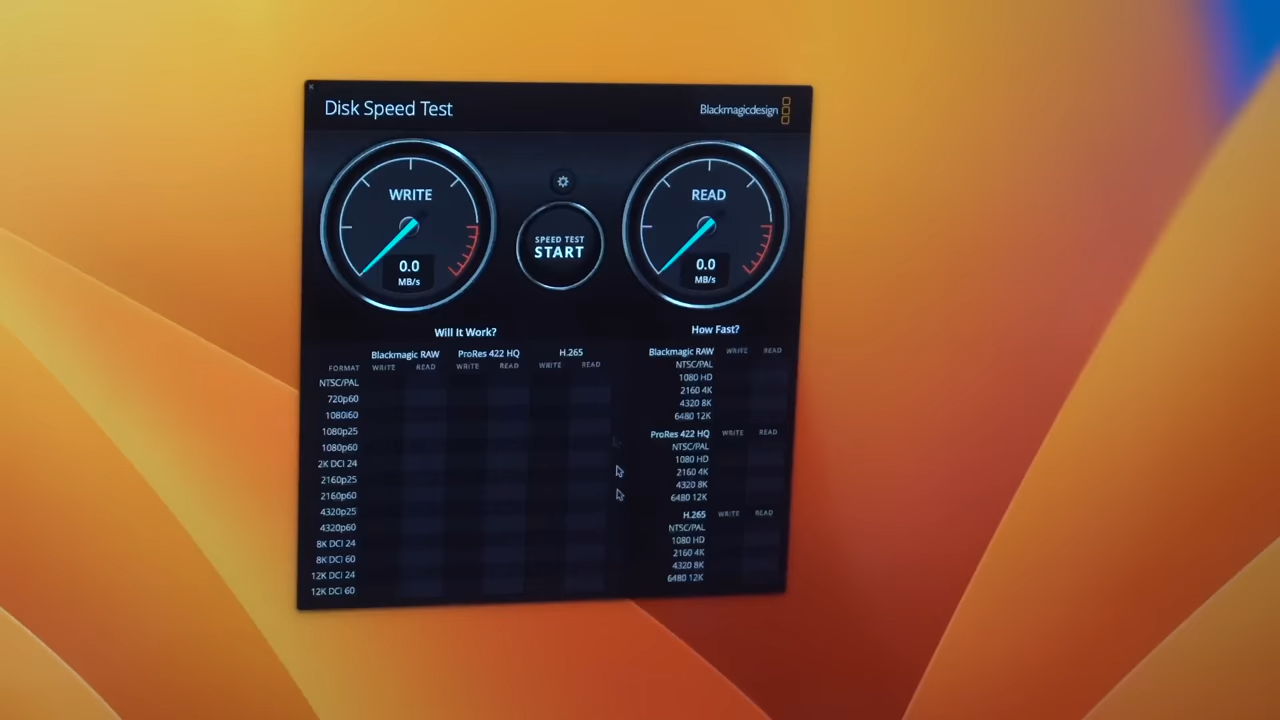 Disk Speed Test
Blackmagicdesign
WRITE
0.0
MB/s
SPEED TEST
START
READ
0.0
MB/s
Will It Work?
Blackmagic RAW ProRes 422 HQ H.265
FORMAT WRITE READ WRITE READ WRITE READ
NTSC/PAL
720p60
1080i60
1080p25
1080p60
2K DCI 24
2160p25
2160p60
4320p25
4320p60
8K DCI 24
8K DCI 60
12K DCI 24
12K DCI 60
How Fast?
Blackmagic RAW WRITE READ
NTSC/PAL
1080 HD
2160 4K
4320 8K
6480 12K
ProRes 422 HQ WRITE READ
NTSC/PAL
1080 HD
2160 4K
4320 8K
6480 12K
H.265 WRITE READ
NTSC/PAL
1080 HD
2160 4K
4320 8K
6480 12K